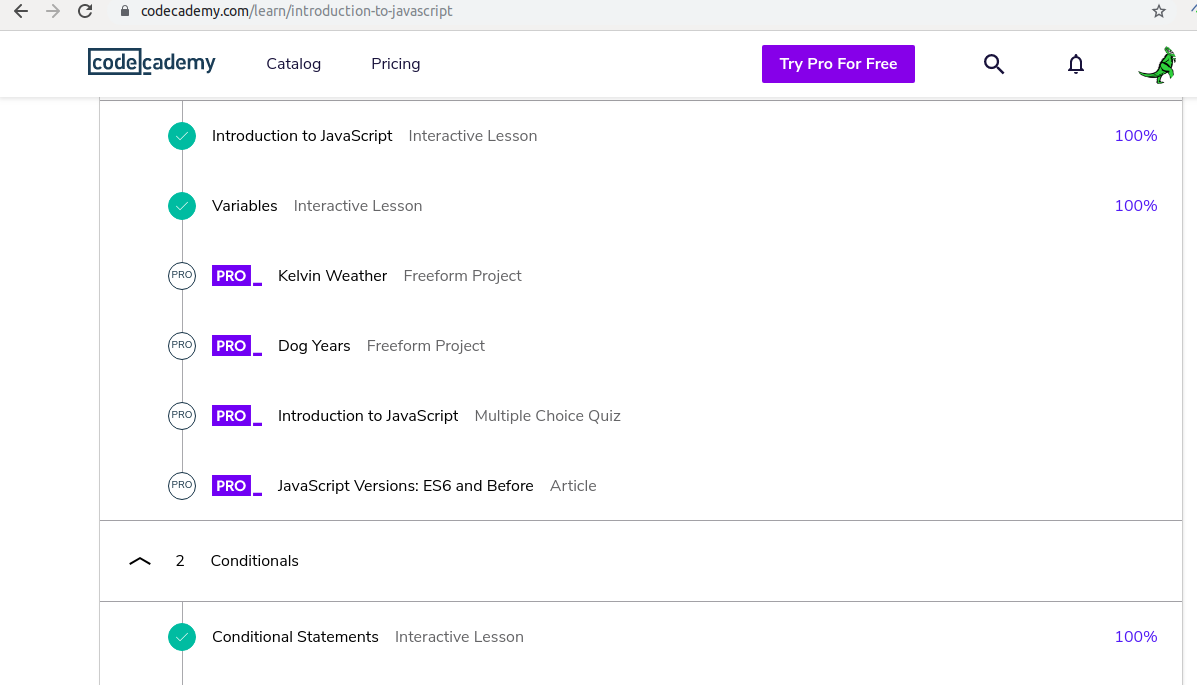 codecademy.com/learn/introduction-to-javascript
codecademy Catalog Pricing Try Pro For Free
Introduction to JavaScript Interactive Lesson 100%
Variables Interactive Lesson 100%
PRO PRO Kelvin Weather Freeform Project
PRO PRO Dog Years Freeform Project
PRO PRO Introduction to JavaScript Multiple Choice Quiz
PRO PRO JavaScript Versions: ES6 and Before Article
2 Conditionals
Conditional Statements Interactive Lesson 100%